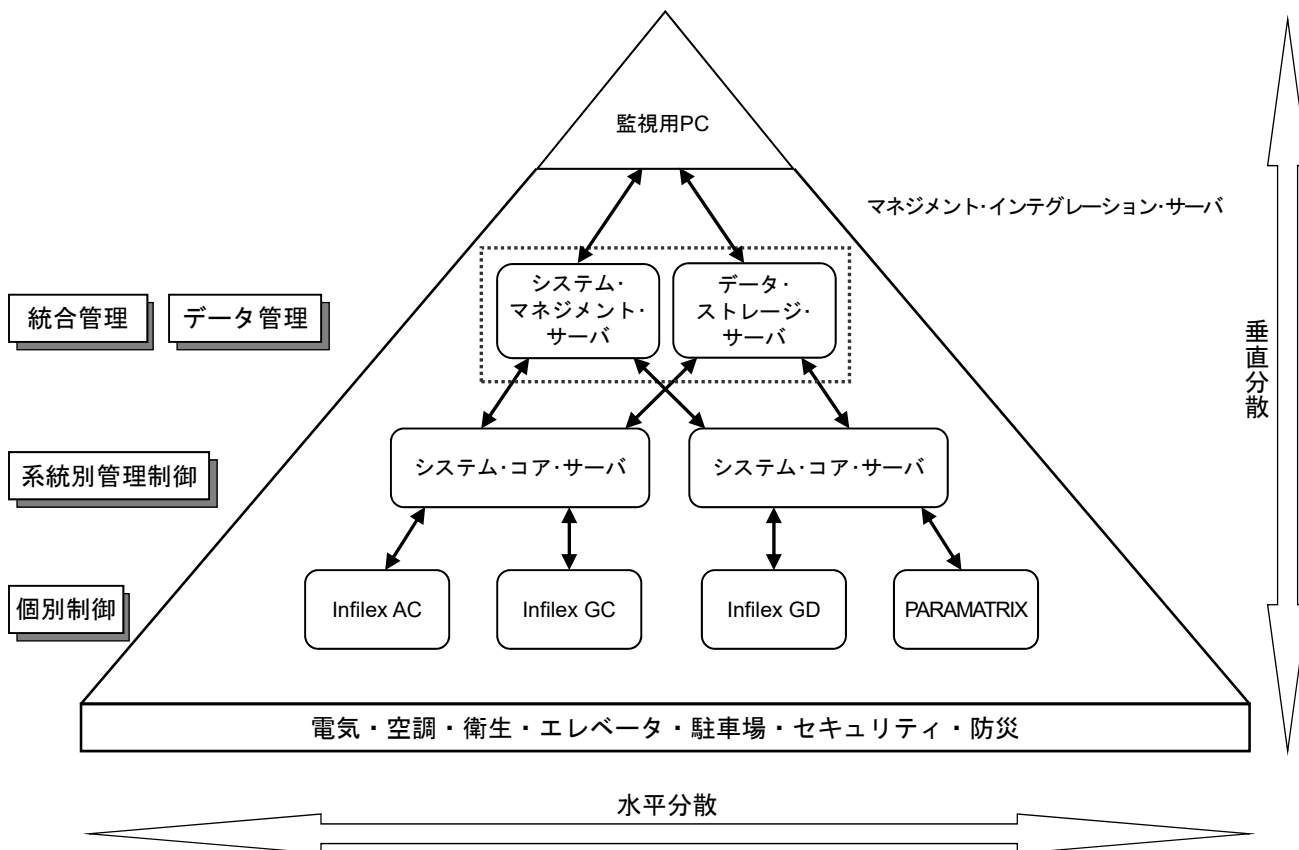 監視用PC
マネジメント・インテグレーション・サーバ
システム・
マネジメント・
サーバ
データ・
ストレージ・
サーバ
統合管理
データ管理
垂直分散
システム・コア・サーバ
システム・コア・サーバ
系統別管理制御
個別制御
Infilex AC
Infilex GC
Infilex GD
PARAMATRIX
電気・空調・衛生・エレベータ・駐車場・セキュリティ・防災
水平分散